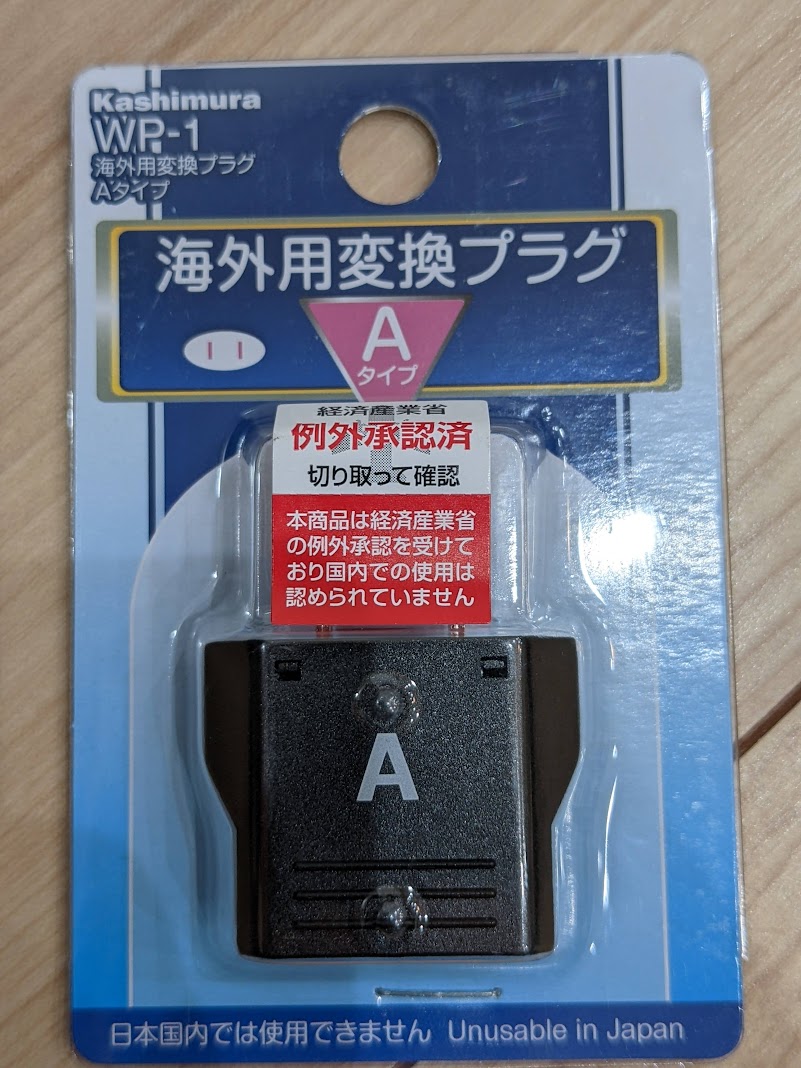 Kashimura
WP-1
海外用変換プラグ
Aタイプ
海外用変換プラグ
A
タイプ
経済産業省
例外承認済
切り取って確認
本商品は経済産業省
の例外承認を受けて
おり国内での使用は
認められていません
A
日本国内では使用できません Unusable in Japan